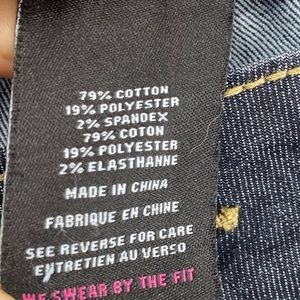 79% COTTON
19% POLYESTER
2% SPANDEX
79% COTON
19% POLYESTER
2% ELASTHANNE
MADE IN CHINA
FABRIQUE EN CHINE
SEE REVERSE FOR CARE
ENTRETIEN AU VERSO
WE SWEAR BY THE FIT